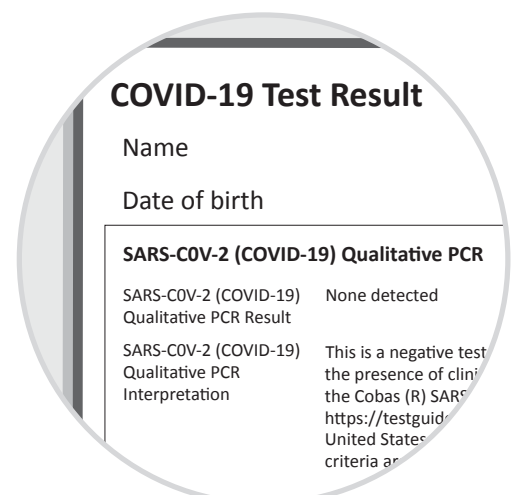 COVID-19 Test Result
Name
Date of birth
SARS-C0V-2 (COVID-19) Qualitative PCR
SARS-C0V-2 (COVID-19) None detected
Qualitative PCR Result
SARS-C0V-2 (COVID-19) This is a negative test
Qualitative PCR the presence of clini
Interpretation the Cobas (R) SARS
https://testguid
United States
criteria ar